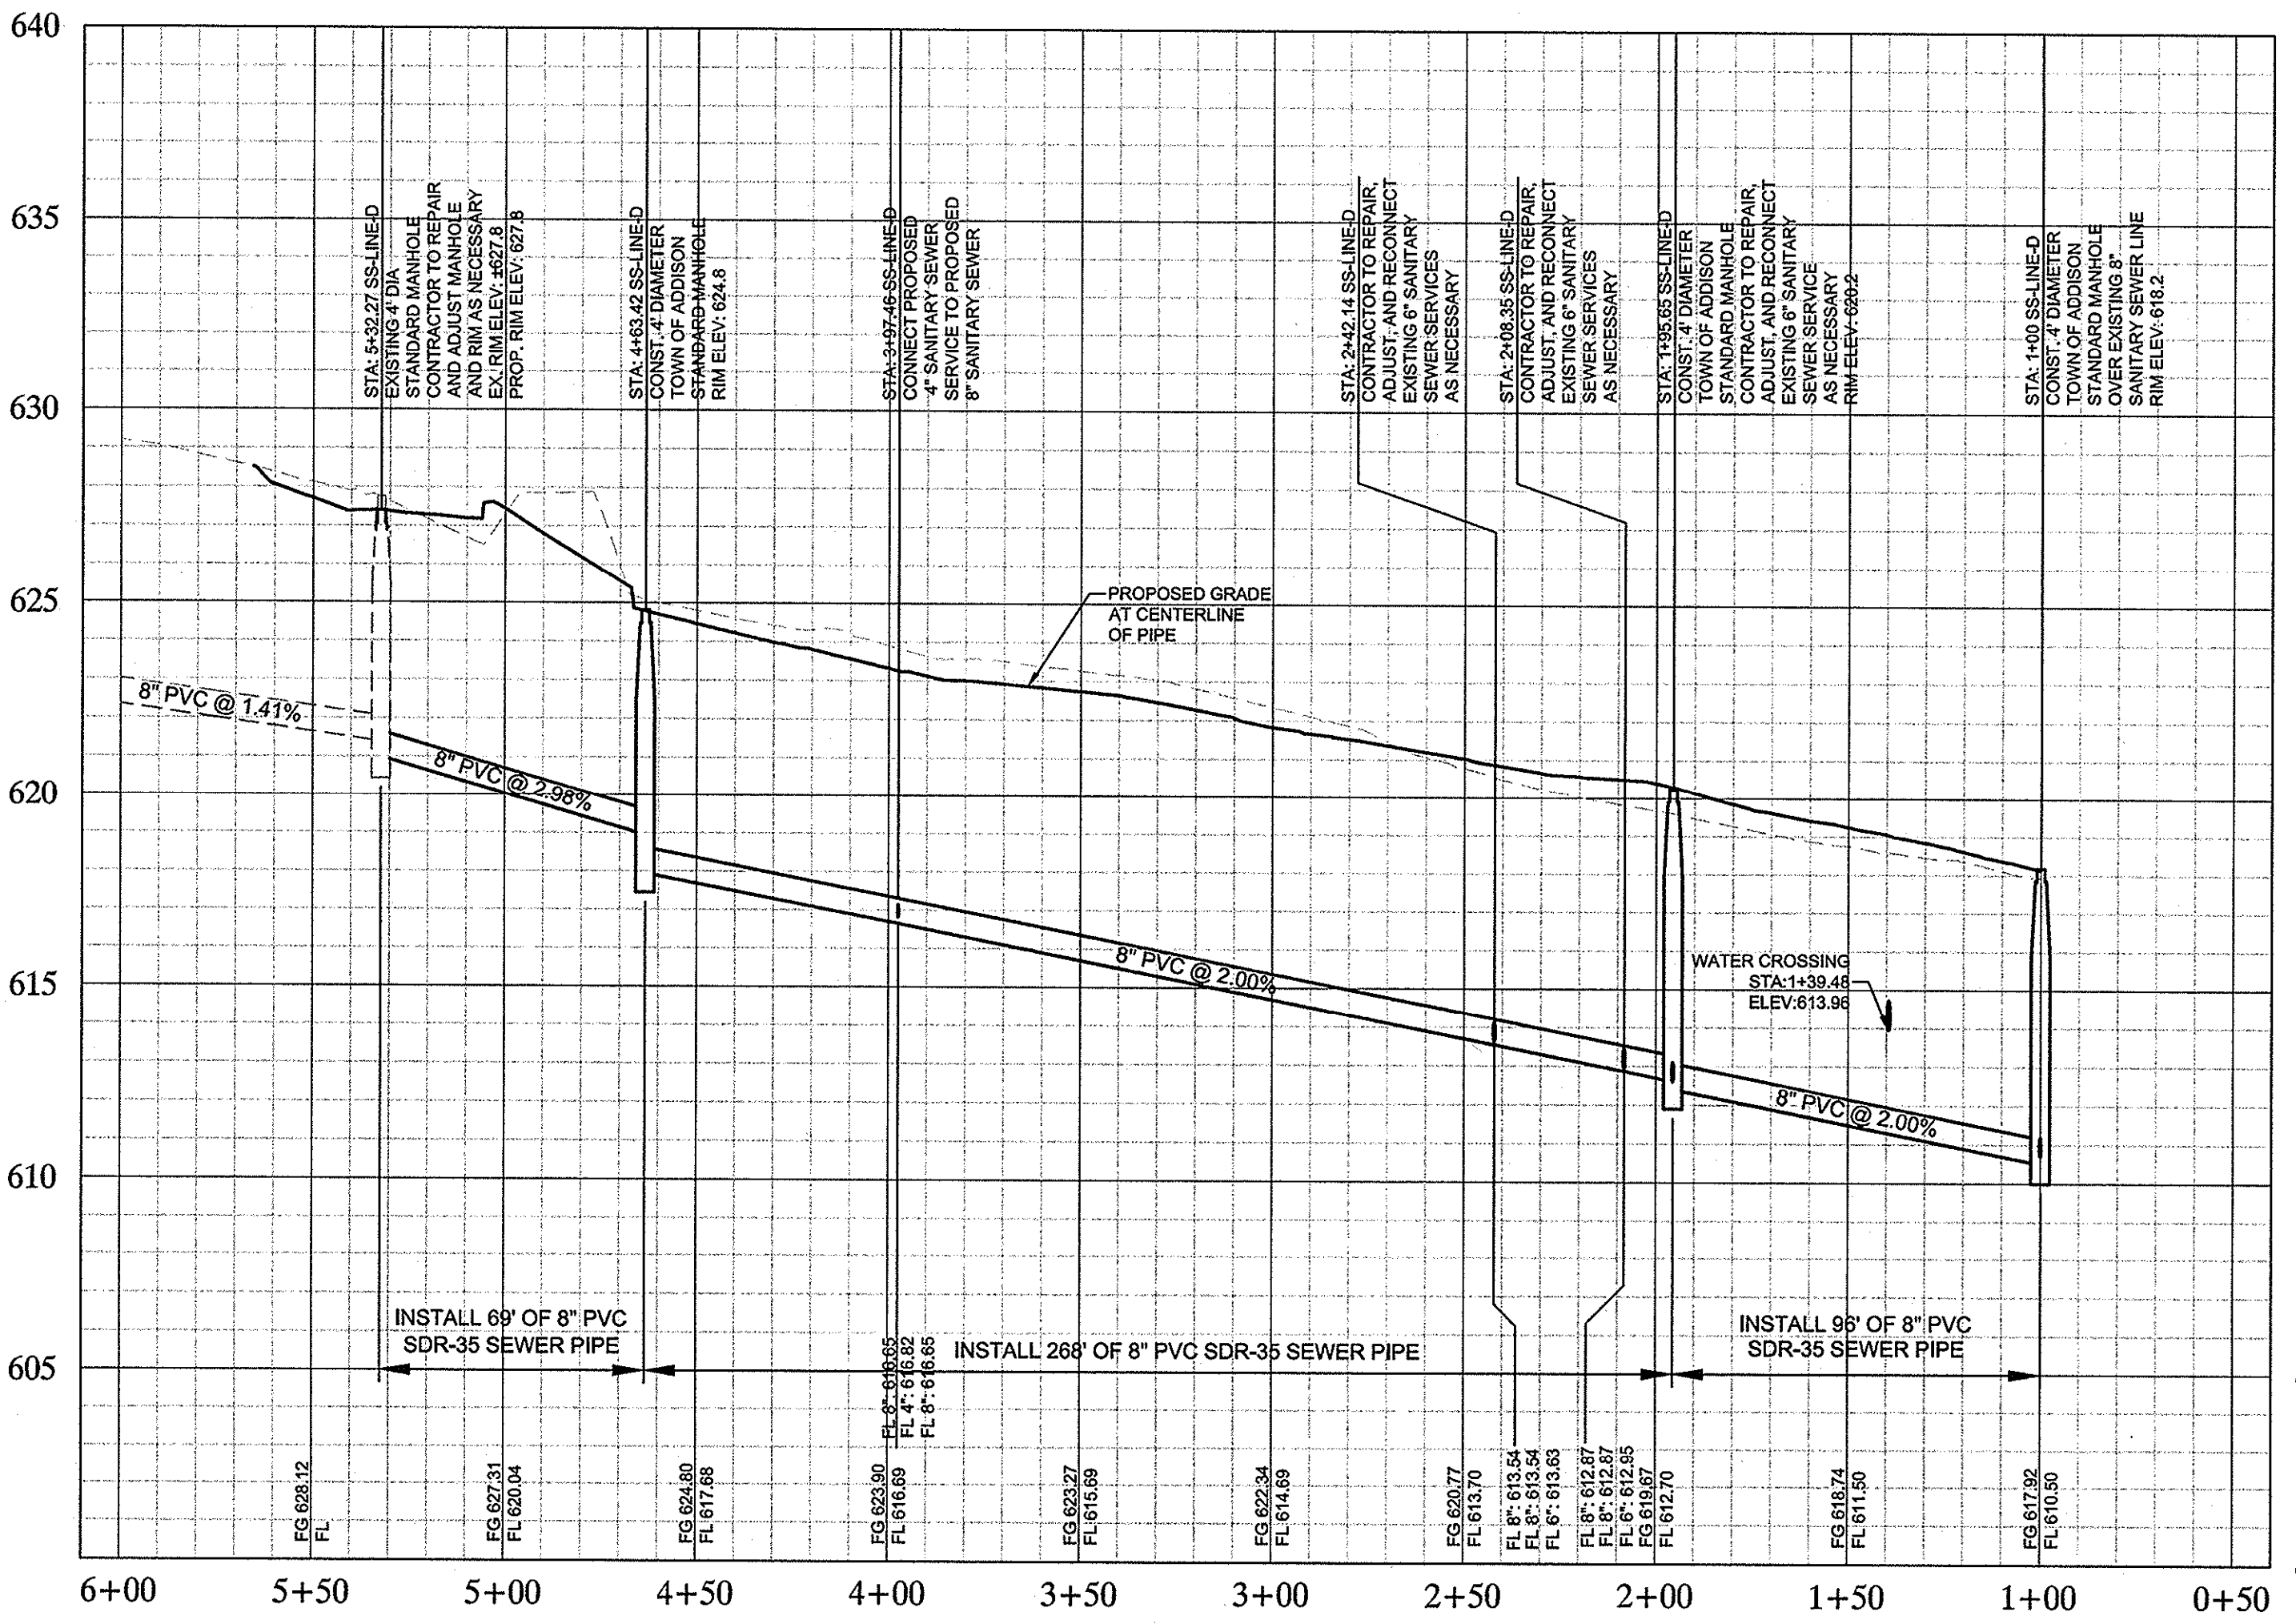 640
635
630
625
620
615
610
605
STA: 5+32.27 SS-LINE-D
EXISTING 4' DIA
STANDARD MANHOLE
CONTRACTOR TO REPAIR
AND ADJUST MANHOLE
AND RIM AS NECESSARY
EX. RIM ELEV: ±627.8
PROP. RIM ELEV: 627.8
STA: 4+63.42 SS-LINE-D
CONST. 4' DIAMETER
TOWN OF ADDISON
STANDARD MANHOLE
RIM ELEV: 624.8
STA: 3+97.46 SS-LINE-D
CONNECT PROPOSED
4" SANITARY SEWER
SERVICE TO PROPOSED
8" SANITARY SEWER
STA: 2+42.14 SS-LINE-D
CONTRACTOR TO REPAIR,
ADJUST, AND RECONNECT
EXISTING 6" SANITARY
SEWER SERVICES
AS NECESSARY
STA: 2+08.35 SS-LINE-D
CONTRACTOR TO REPAIR,
ADJUST, AND RECONNECT
EXISTING 6" SANITARY
SEWER SERVICES
AS NECESSARY
STA: 1+95.65 SS-LINE-D
CONST. 4' DIAMETER
TOWN OF ADDISON
STANDARD MANHOLE
CONTRACTOR TO REPAIR,
ADJUST, AND RECONNECT
EXISTING 6" SANITARY
SEWER SERVICE
AS NECESSARY
RIM ELEV: 620.2
STA: 1+00 SS-LINE-D
CONST. 4' DIAMETER
TOWN OF ADDISON
STANDARD MANHOLE
OVER EXISTING 8"
SANITARY SEWER LINE
RIM ELEV: 618.2
PROPOSED GRADE
AT CENTERLINE
OF PIPE
8" PVC @ 1.41%
8" PVC @ 2.98%
8" PVC @ 2.00%
WATER CROSSING
STA:1+39.48
ELEV:613.96
8" PVC @ 2.00%
INSTALL 69' OF 8" PVC
SDR-35 SEWER PIPE
INSTALL 268' OF 8" PVC SDR-35 SEWER PIPE
INSTALL 96' OF 8" PVC
SDR-35 SEWER PIPE
FL 8": 616.65
FL 4": 616.82
FL 8": 616.65
FG 628.12
FL
FG 627.31
FL 620.04
FG 624.80
FL 617.68
FG 623.90
FL 616.69
FG 623.27
FL 615.69
FG 622.34
FL 614.69
FG 620.77
FL 613.70
FL 8": 613.54
FL 8": 613.54
FL 6": 613.63
FL 8": 612.87
FL 8": 612.87
FL 6": 612.95
FG 619.67
FL 612.70
FG 618.74
FL 611.50
FG 617.92
FL 610.50
6+00
5+50
5+00
4+50
4+00
3+50
3+00
2+50
2+00
1+50
1+00
0+50